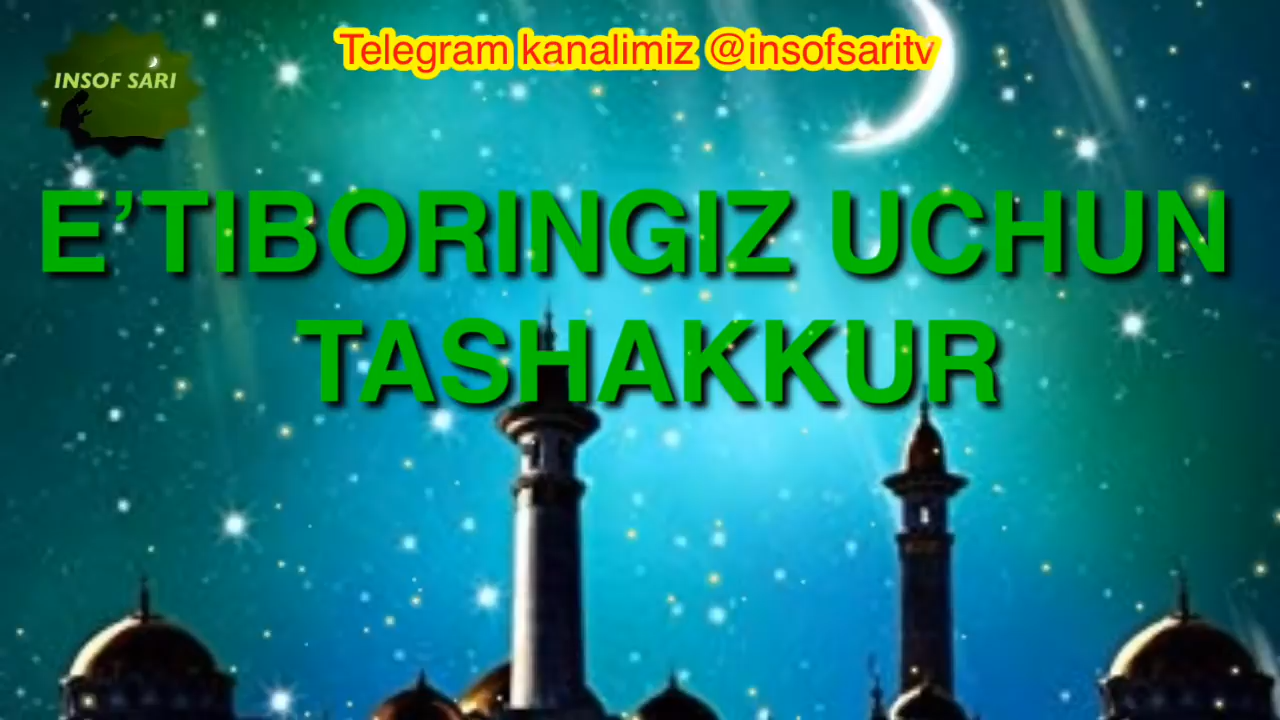 Telegram kanalimiz @insofsaritv
INSOF SARI
E’TIBORINGIZ UCHUN
TASHAKKUR